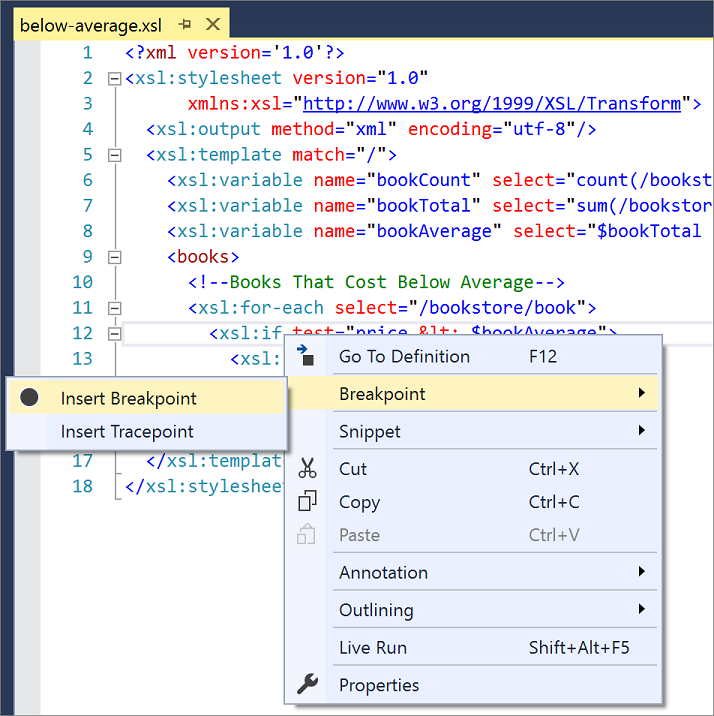 below-average.xsl
1 <?xml version='1.0'?>
2 <xsl:stylesheet version="1.0"
3 xmlns:xsl="http://www.w3.org/1999/XSL/Transform">
4 <xsl:output method="xml" encoding="utf-8"/>
5 <xsl:template match="/">
6 <xsl:variable name="bookCount" select="count(/bookst
7 <xsl:variable name="bookTotal" select="sum(/bookstor
8 <xsl:variable name="bookAverage" select="$bookTotal
9 <books>
10 <!--Books That Cost Below Average-->
11 <xsl:for-each select="/bookstore/book">
12 <xsl:if test="price &lt; $bookAverage">
13 <xsl:
Go To Definition F12
Breakpoint
Insert Breakpoint
Insert Tracepoint
Snippet
17 </xsl:templat
Cut Ctrl+X
18 </xsl:stylesheet
Copy Ctrl+C
Paste Ctrl+V
Annotation
Outlining
Live Run Shift+Alt+F5
Properties